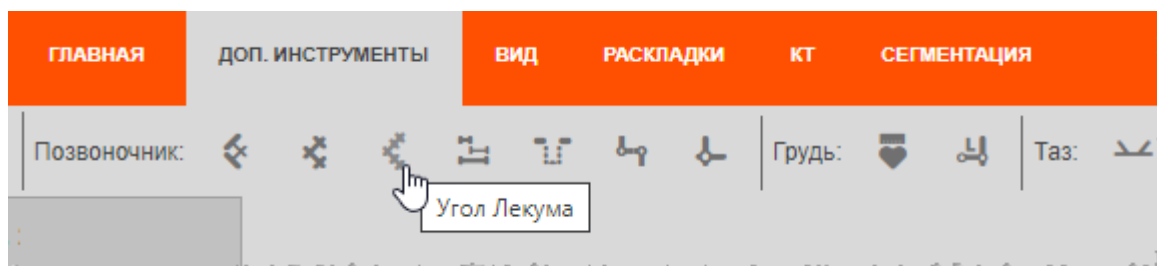 ГЛАВНАЯ ДОП. ИНСТРУМЕНТЫ ВИД РАСКЛАДКИ КТ СЕГМЕНТАЦИЯ
Позвоночник: Грудь: Таз:
Угол Лекума